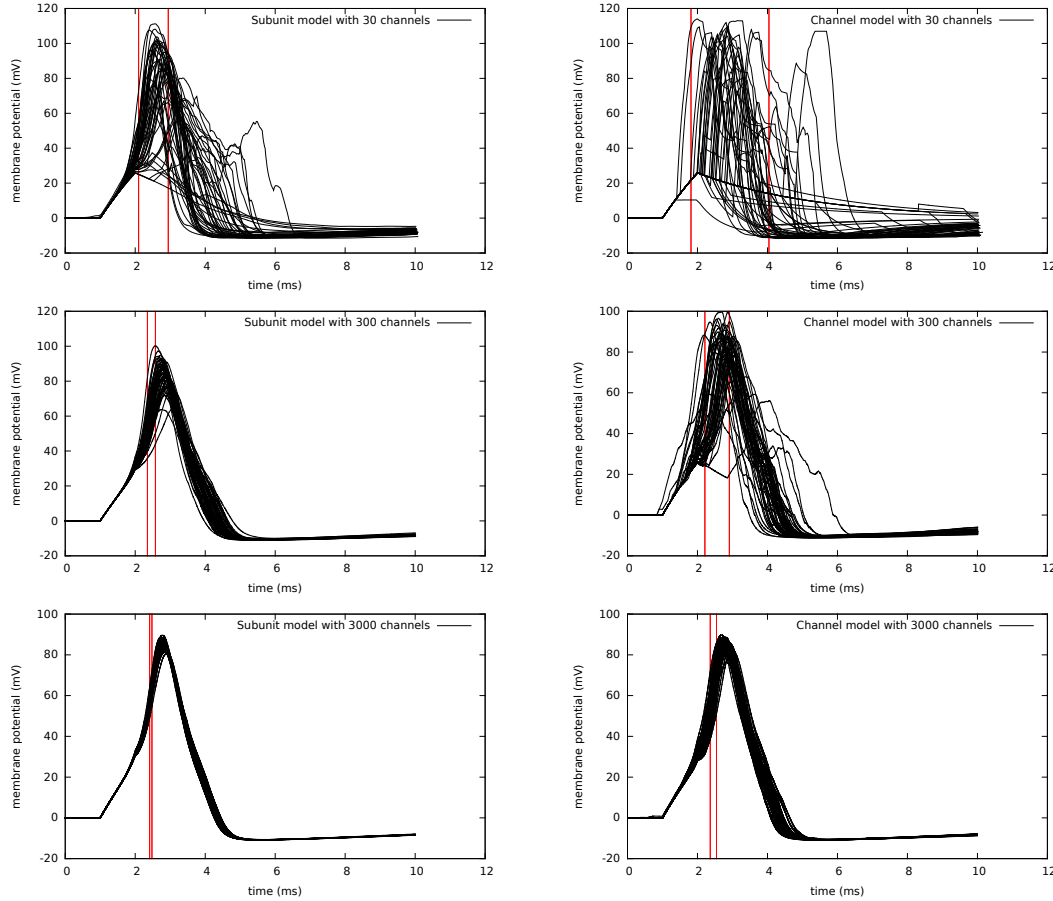 Subunit model with 30 channels
membrane potential (mV)
120
100
80
60
40
20
0
-20
0 2 4 6 8 10 12
time (ms)
Channel model with 30 channels
membrane potential (mV)
120
100
80
60
40
20
0
-20
0 2 4 6 8 10 12
time (ms)
Subunit model with 300 channels
membrane potential (mV)
120
100
80
60
40
20
0
-20
0 2 4 6 8 10 12
time (ms)
Channel model with 300 channels
membrane potential (mV)
100
80
60
40
20
0
-20
0 2 4 6 8 10 12
time (ms)
Subunit model with 3000 channels
membrane potential (mV)
100
80
60
40
20
0
-20
0 2 4 6 8 10 12
time (ms)
Channel model with 3000 channels
membrane potential (mV)
100
80
60
40
20
0
-20
0 2 4 6 8 10 12
time (ms)